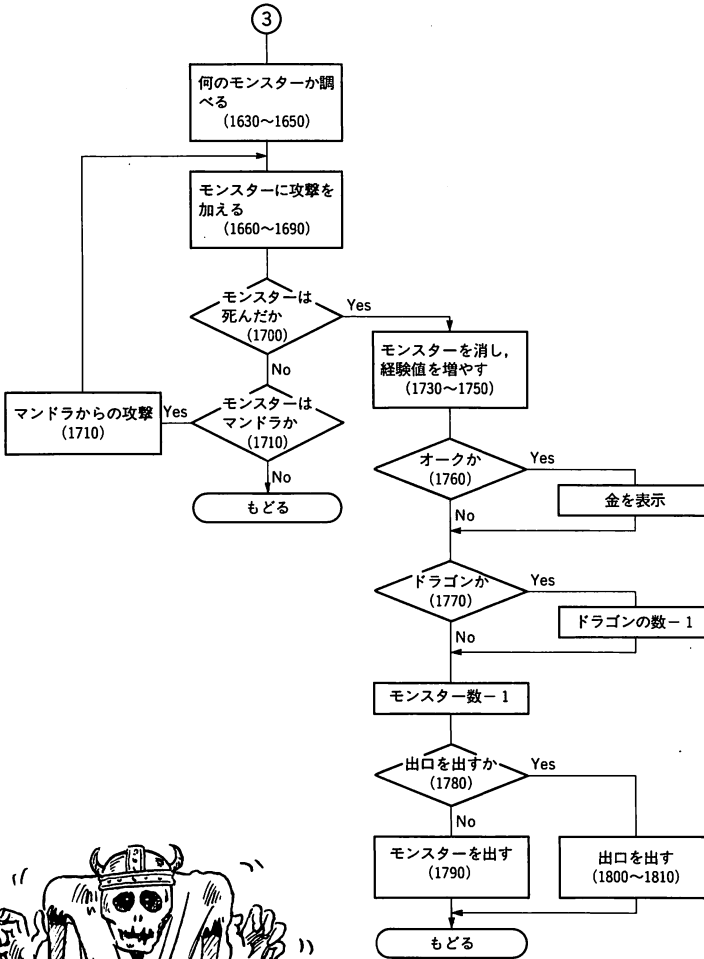 3
何のモンスターか調
べる
(1630〜1650)
モンスターに攻撃を
加える
(1660〜1690)
モンスターは
死んだか
(1700)
Yes
No
モンスターを消し，
経験値を増やす
(1730〜1750)
マンドラからの攻撃
(1710)
Yes
モンスターは
マンドラか
(1710)
No
もどる
オークか
(1760)
Yes
金を表示
No
ドラゴンか
(1770)
Yes
ドラゴンの数－1
No
モンスター数－1
出口を出すか
(1780)
Yes
No
モンスターを出す
(1790)
出口を出す
(1800〜1810)
もどる